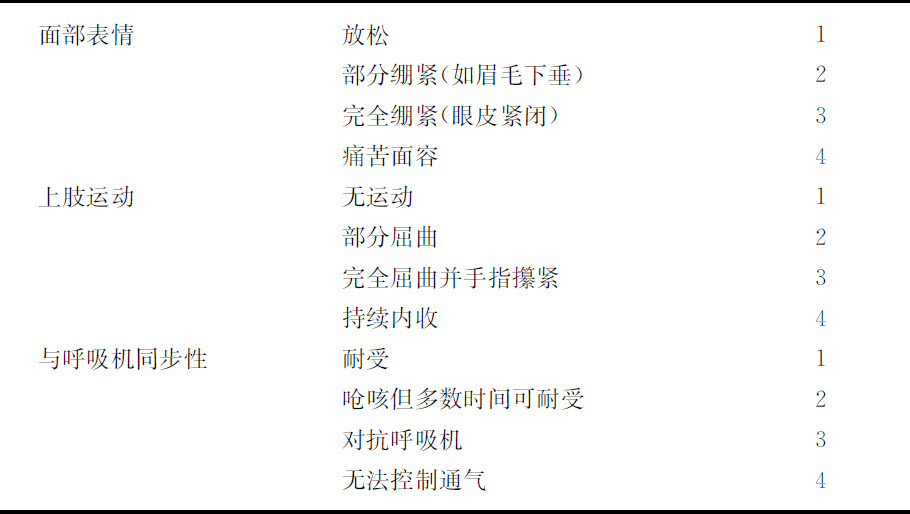 面部表情 放松 1
部分绷紧(如眉毛下垂) 2
完全绷紧(眼皮紧闭) 3
痛苦面容 4
上肢运动 无运动 1
部分屈曲 2
完全屈曲并手指攥紧 3
持续内收 4
与呼吸机同步性 耐受 1
呛咳但多数时间可耐受 2
对抗呼吸机 3
无法控制通气 4